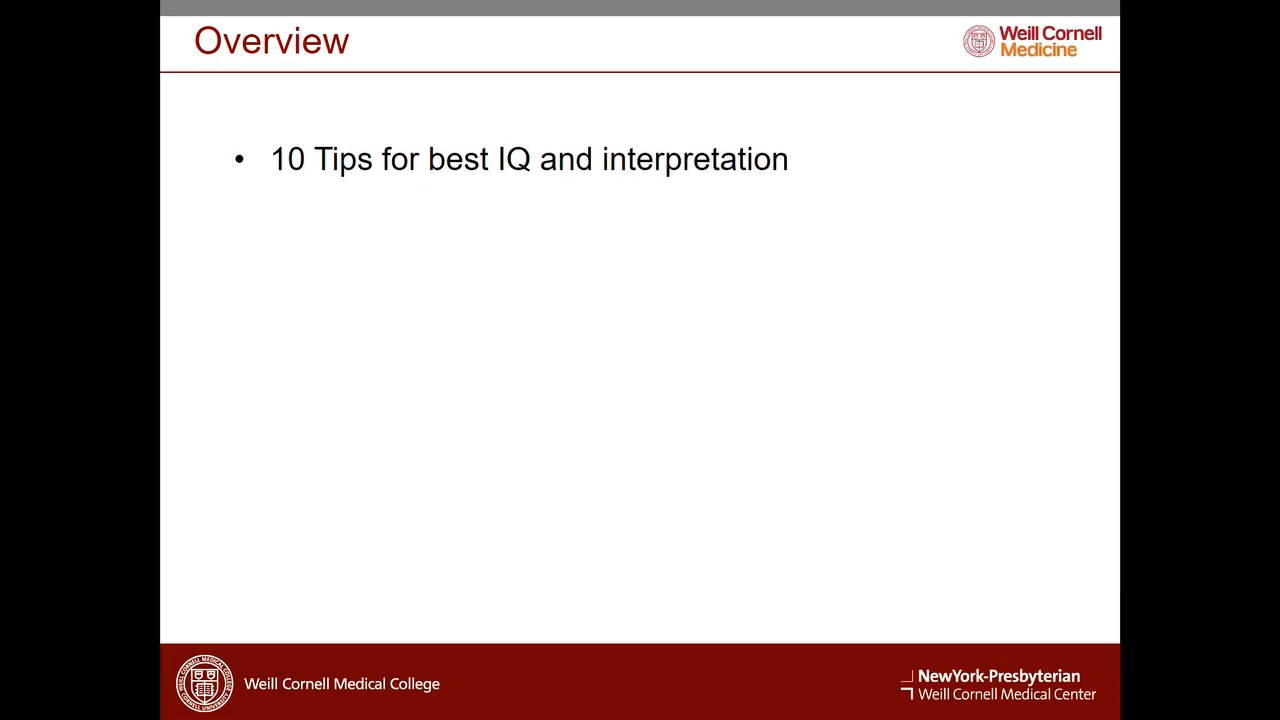 Overview
Weill Cornell
Medicine
• 10 Tips for best IQ and interpretation
Weill Cornell Medical College
NewYork-Presbyterian
Weill Cornell Medical Center